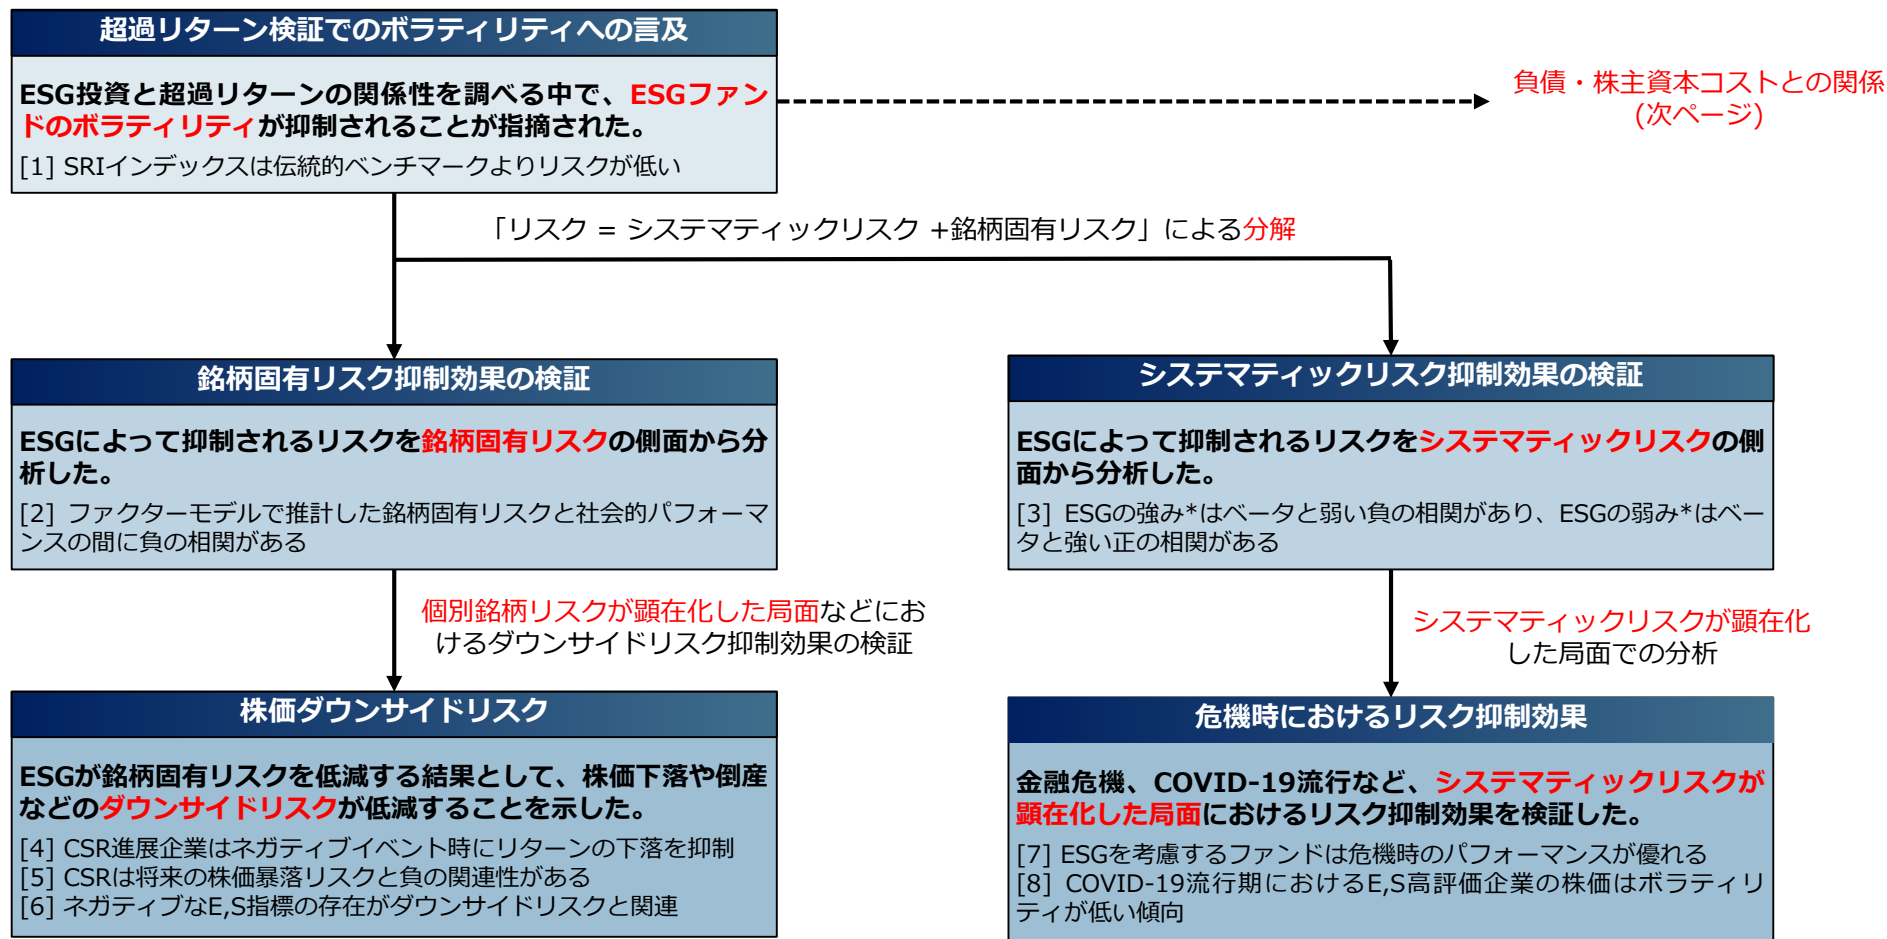 超過リターン検証でのボラティリティへの言及
ESG投資と超過リターンの関係性を調べる中で、ESGファン
ドのボラティリティが抑制されることが指摘された。
[1] SRIインデックスは伝統的ベンチマークよりリスクが低い
負債・株主資本コストとの関係
(次ページ)
「リスク = システマティックリスク +銘柄固有リスク」による分解
銘柄固有リスク抑制効果の検証
ESGによって抑制されるリスクを銘柄固有リスクの側面から分
析した。
[2] ファクターモデルで推計した銘柄固有リスクと社会的パフォーマ
ンスの間に負の相関がある
システマティックリスク抑制効果の検証
ESGによって抑制されるリスクをシステマティックリスクの側
面から分析した。
[3] ESGの強み*はベータと弱い負の相関があり、ESGの弱み*はベー
タと強い正の相関がある
個別銘柄リスクが顕在化した局面などにお
けるダウンサイドリスク抑制効果の検証
システマティックリスクが顕在化
した局面での分析
株価ダウンサイドリスク
ESGが銘柄固有リスクを低減する結果として、株価下落や倒産
などのダウンサイドリスクが低減することを示した。
[4] CSR進展企業はネガティブイベント時にリターンの下落を抑制
[5] CSRは将来の株価暴落リスクと負の関連性がある
[6] ネガティブなE,S指標の存在がダウンサイドリスクと関連
危機時におけるリスク抑制効果
金融危機、COVID-19流行など、システマティックリスクが
顕在化した局面におけるリスク抑制効果を検証した。
[7] ESGを考慮するファンドは危機時のパフォーマンスが優れる
[8] COVID-19流行期におけるE,S高評価企業の株価はボラティリ
ティが低い傾向